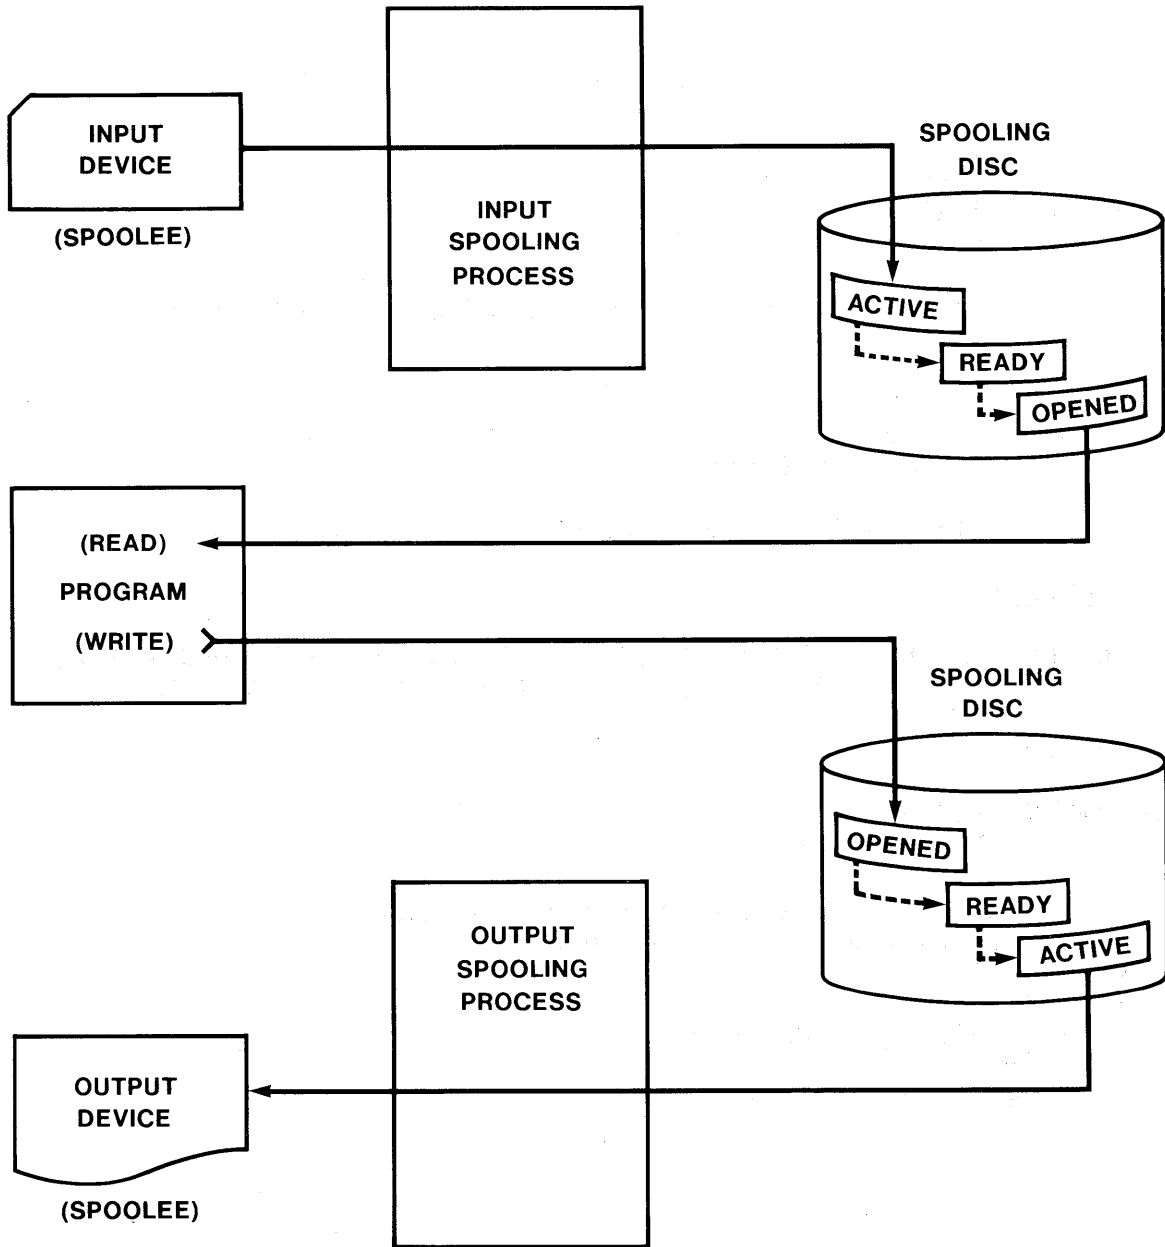 INPUT
DEVICE
(SPOOLEE)
INPUT
SPOOLING
PROCESS
SPOOLING
DISC
ACTIVE
READY
OPENED
(READ)
PROGRAM
(WRITE)
SPOOLING
DISC
OPENED
READY
ACTIVE
OUTPUT
SPOOLING
PROCESS
OUTPUT
DEVICE
(SPOOLEE)